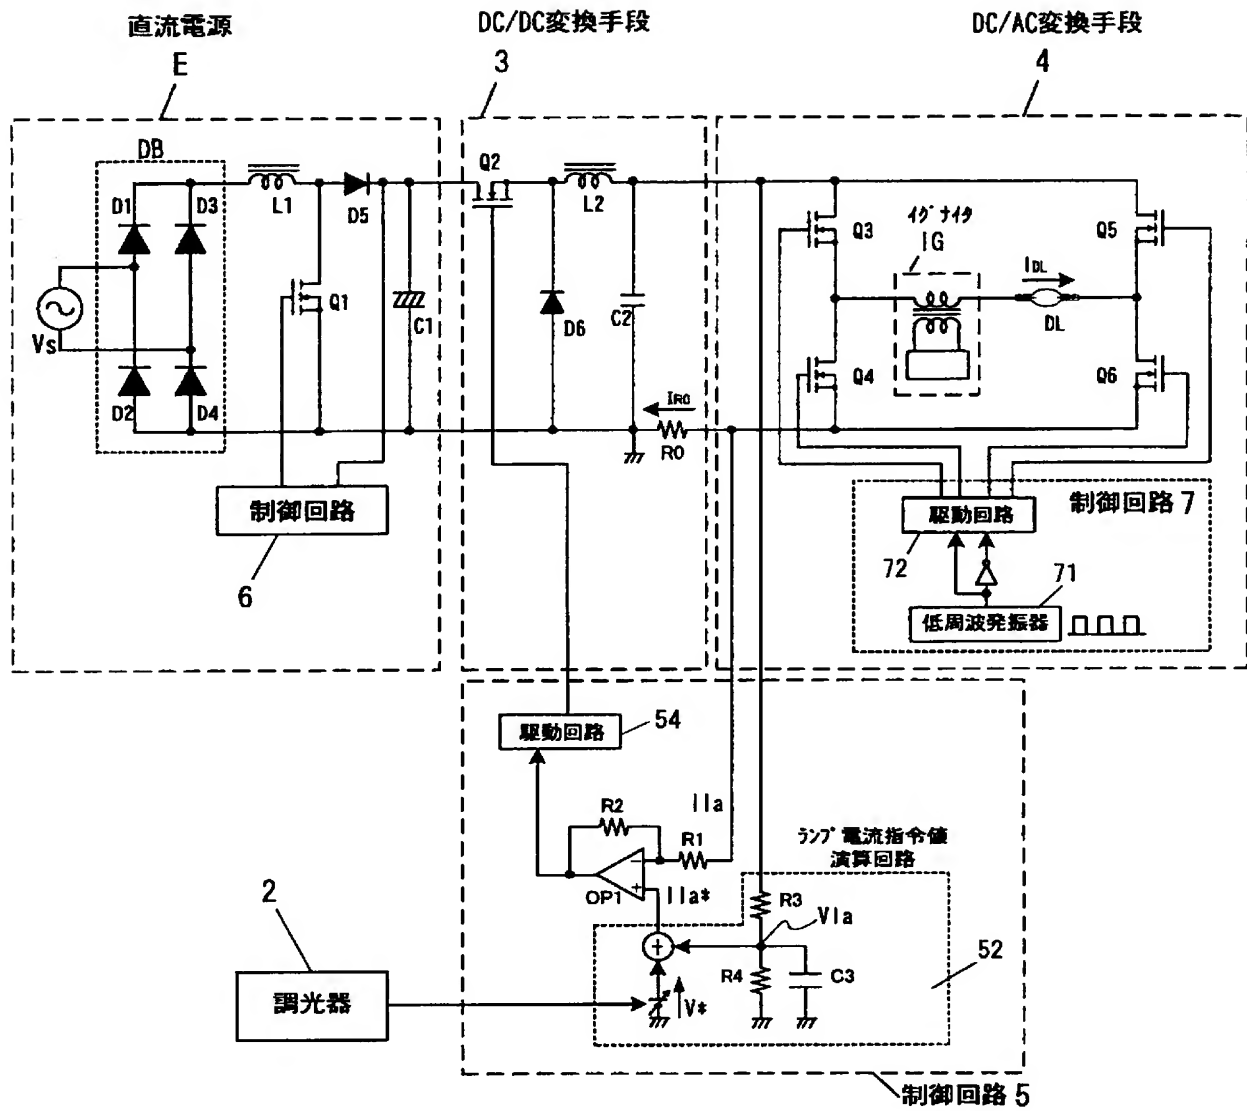 直流電源
E
DC/DC変換手段
3
DC/AC変換手段
4
DB
D1
D3
D2
D4
Vs
L1
D5
Q1
C1
制御回路
6
Q2
L2
D6
C2
IR0
R0
Q3
Q4
Q5
Q6
イグナイタ
IG
IDL
DL
駆動回路
72
制御回路7
71
低周波発振器
駆動回路
54
R2
R1
IIa
OP1
IIa*
ランプ電流指令値
演算回路
R3
VIa
R4
C3
52
+
V*
2
調光器
制御回路5